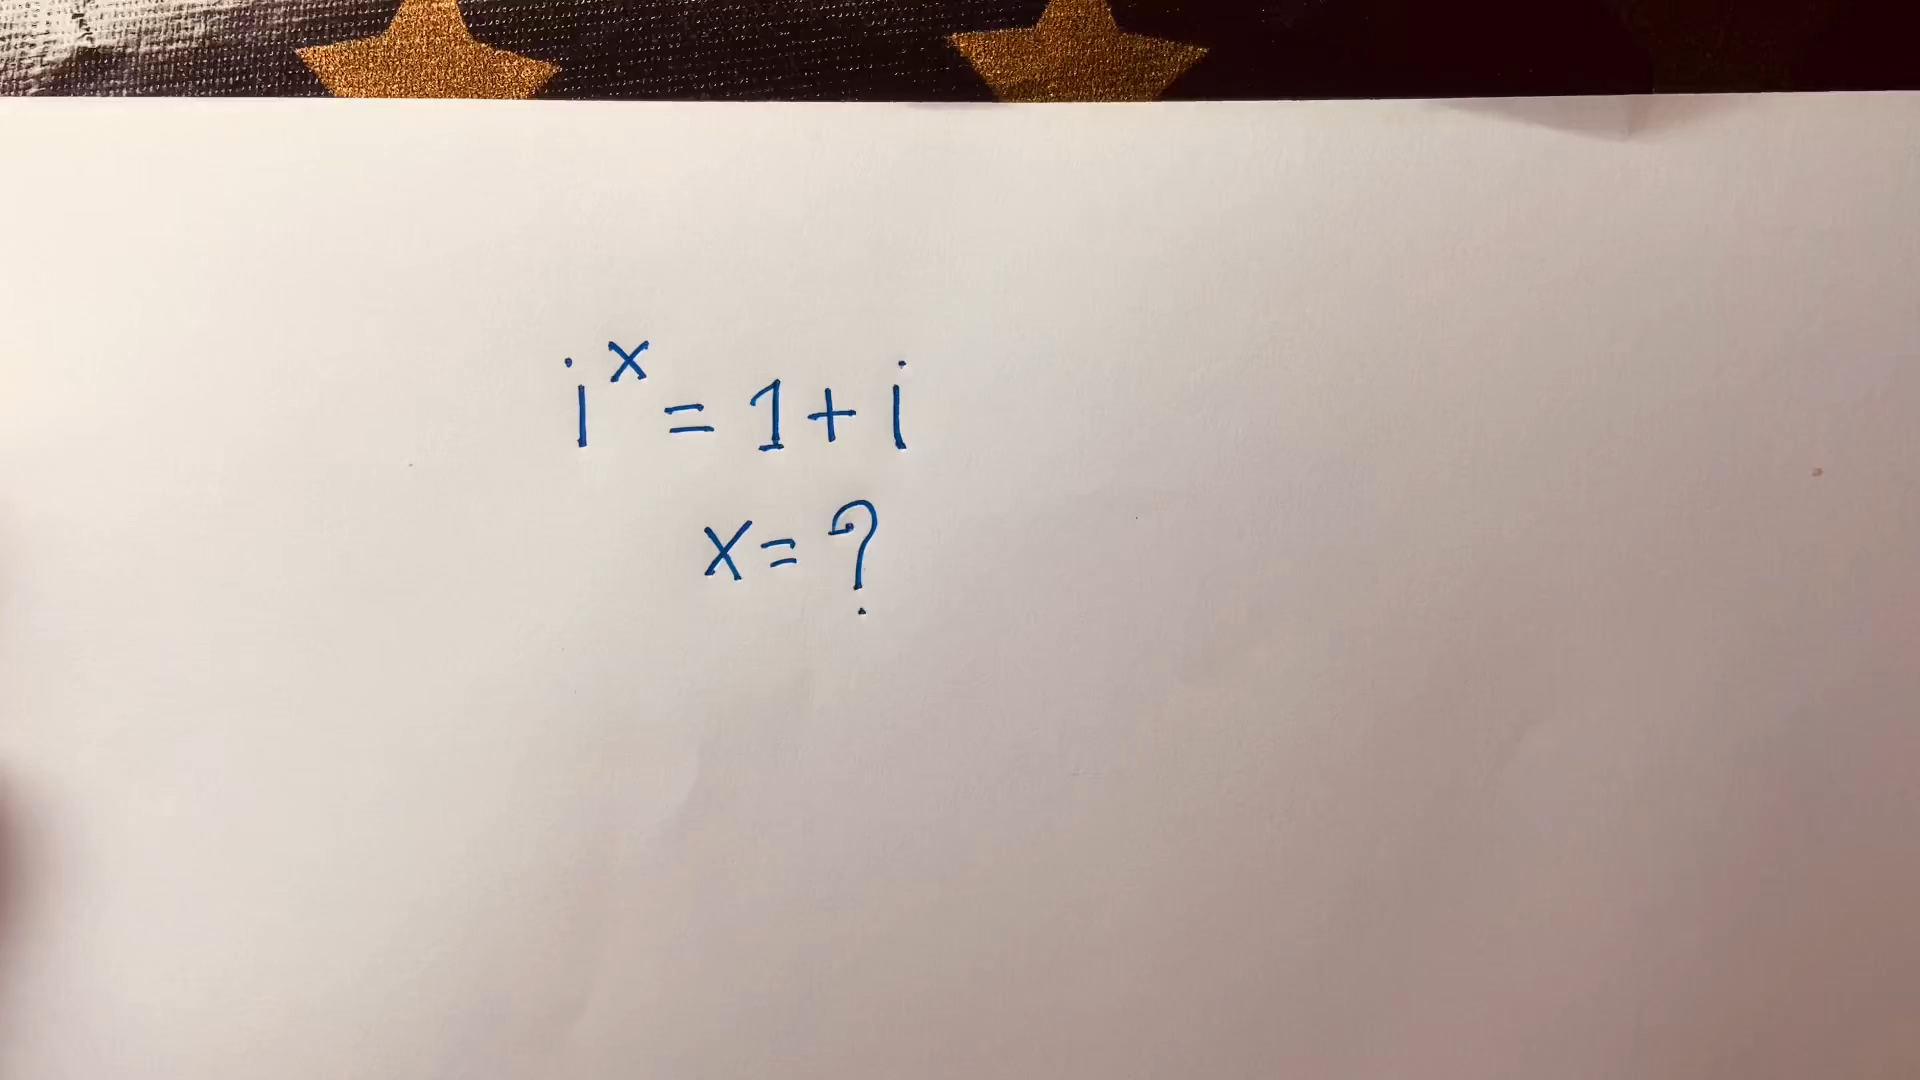 i^x = 1 + i
x = ?